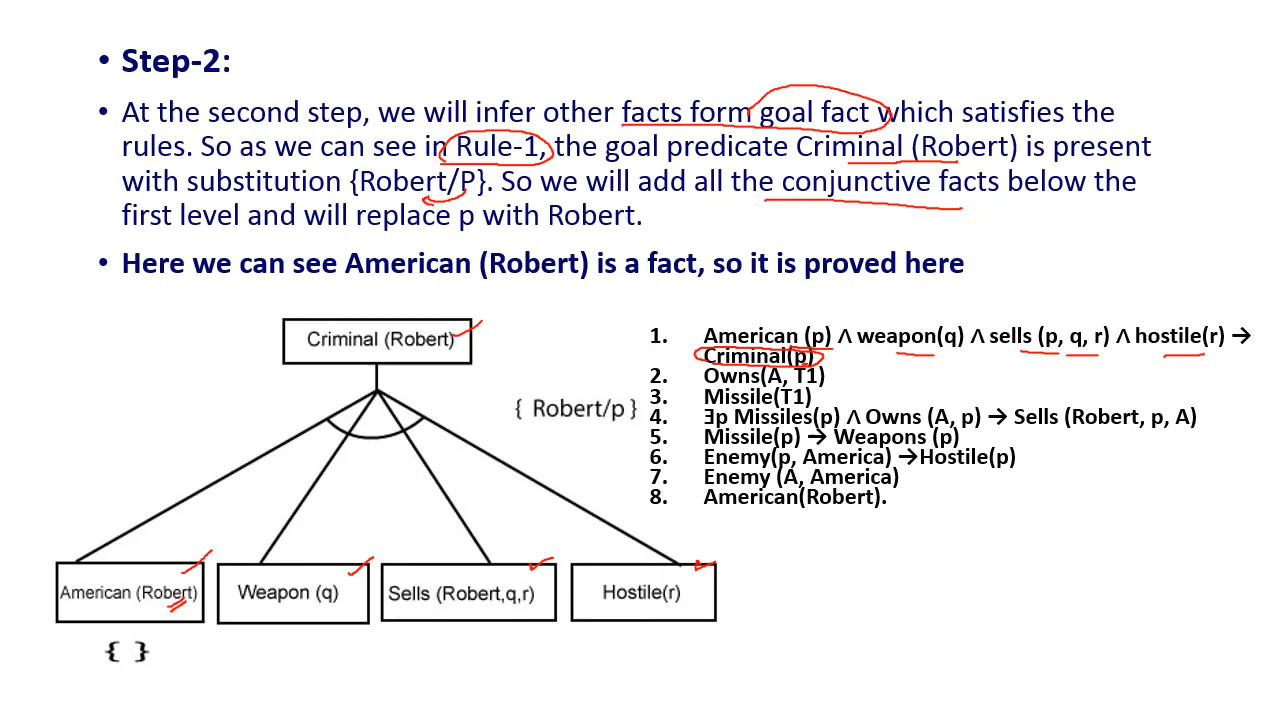 • Step-2:
• At the second step, we will infer other facts form goal fact which satisfies the
rules. So as we can see in Rule-1, the goal predicate Criminal (Robert) is present
with substitution {Robert/P}. So we will add all the conjunctive facts below the
first level and will replace p with Robert.
• Here we can see American (Robert) is a fact, so it is proved here
Criminal (Robert)
{ Robert/p }
American (Robert)
Weapon (q)
Sells (Robert,q,r)
Hostile(r)
{ }
1. American (p) ∧ weapon(q) ∧ sells (p, q, r) ∧ hostile(r) →
Criminal(p)
2. Owns(A, T1)
3. Missile(T1)
4. ∃p Missiles(p) ∧ Owns (A, p) → Sells (Robert, p, A)
5. Missile(p) → Weapons (p)
6. Enemy(p, America) →Hostile(p)
7. Enemy (A, America)
8. American(Robert).